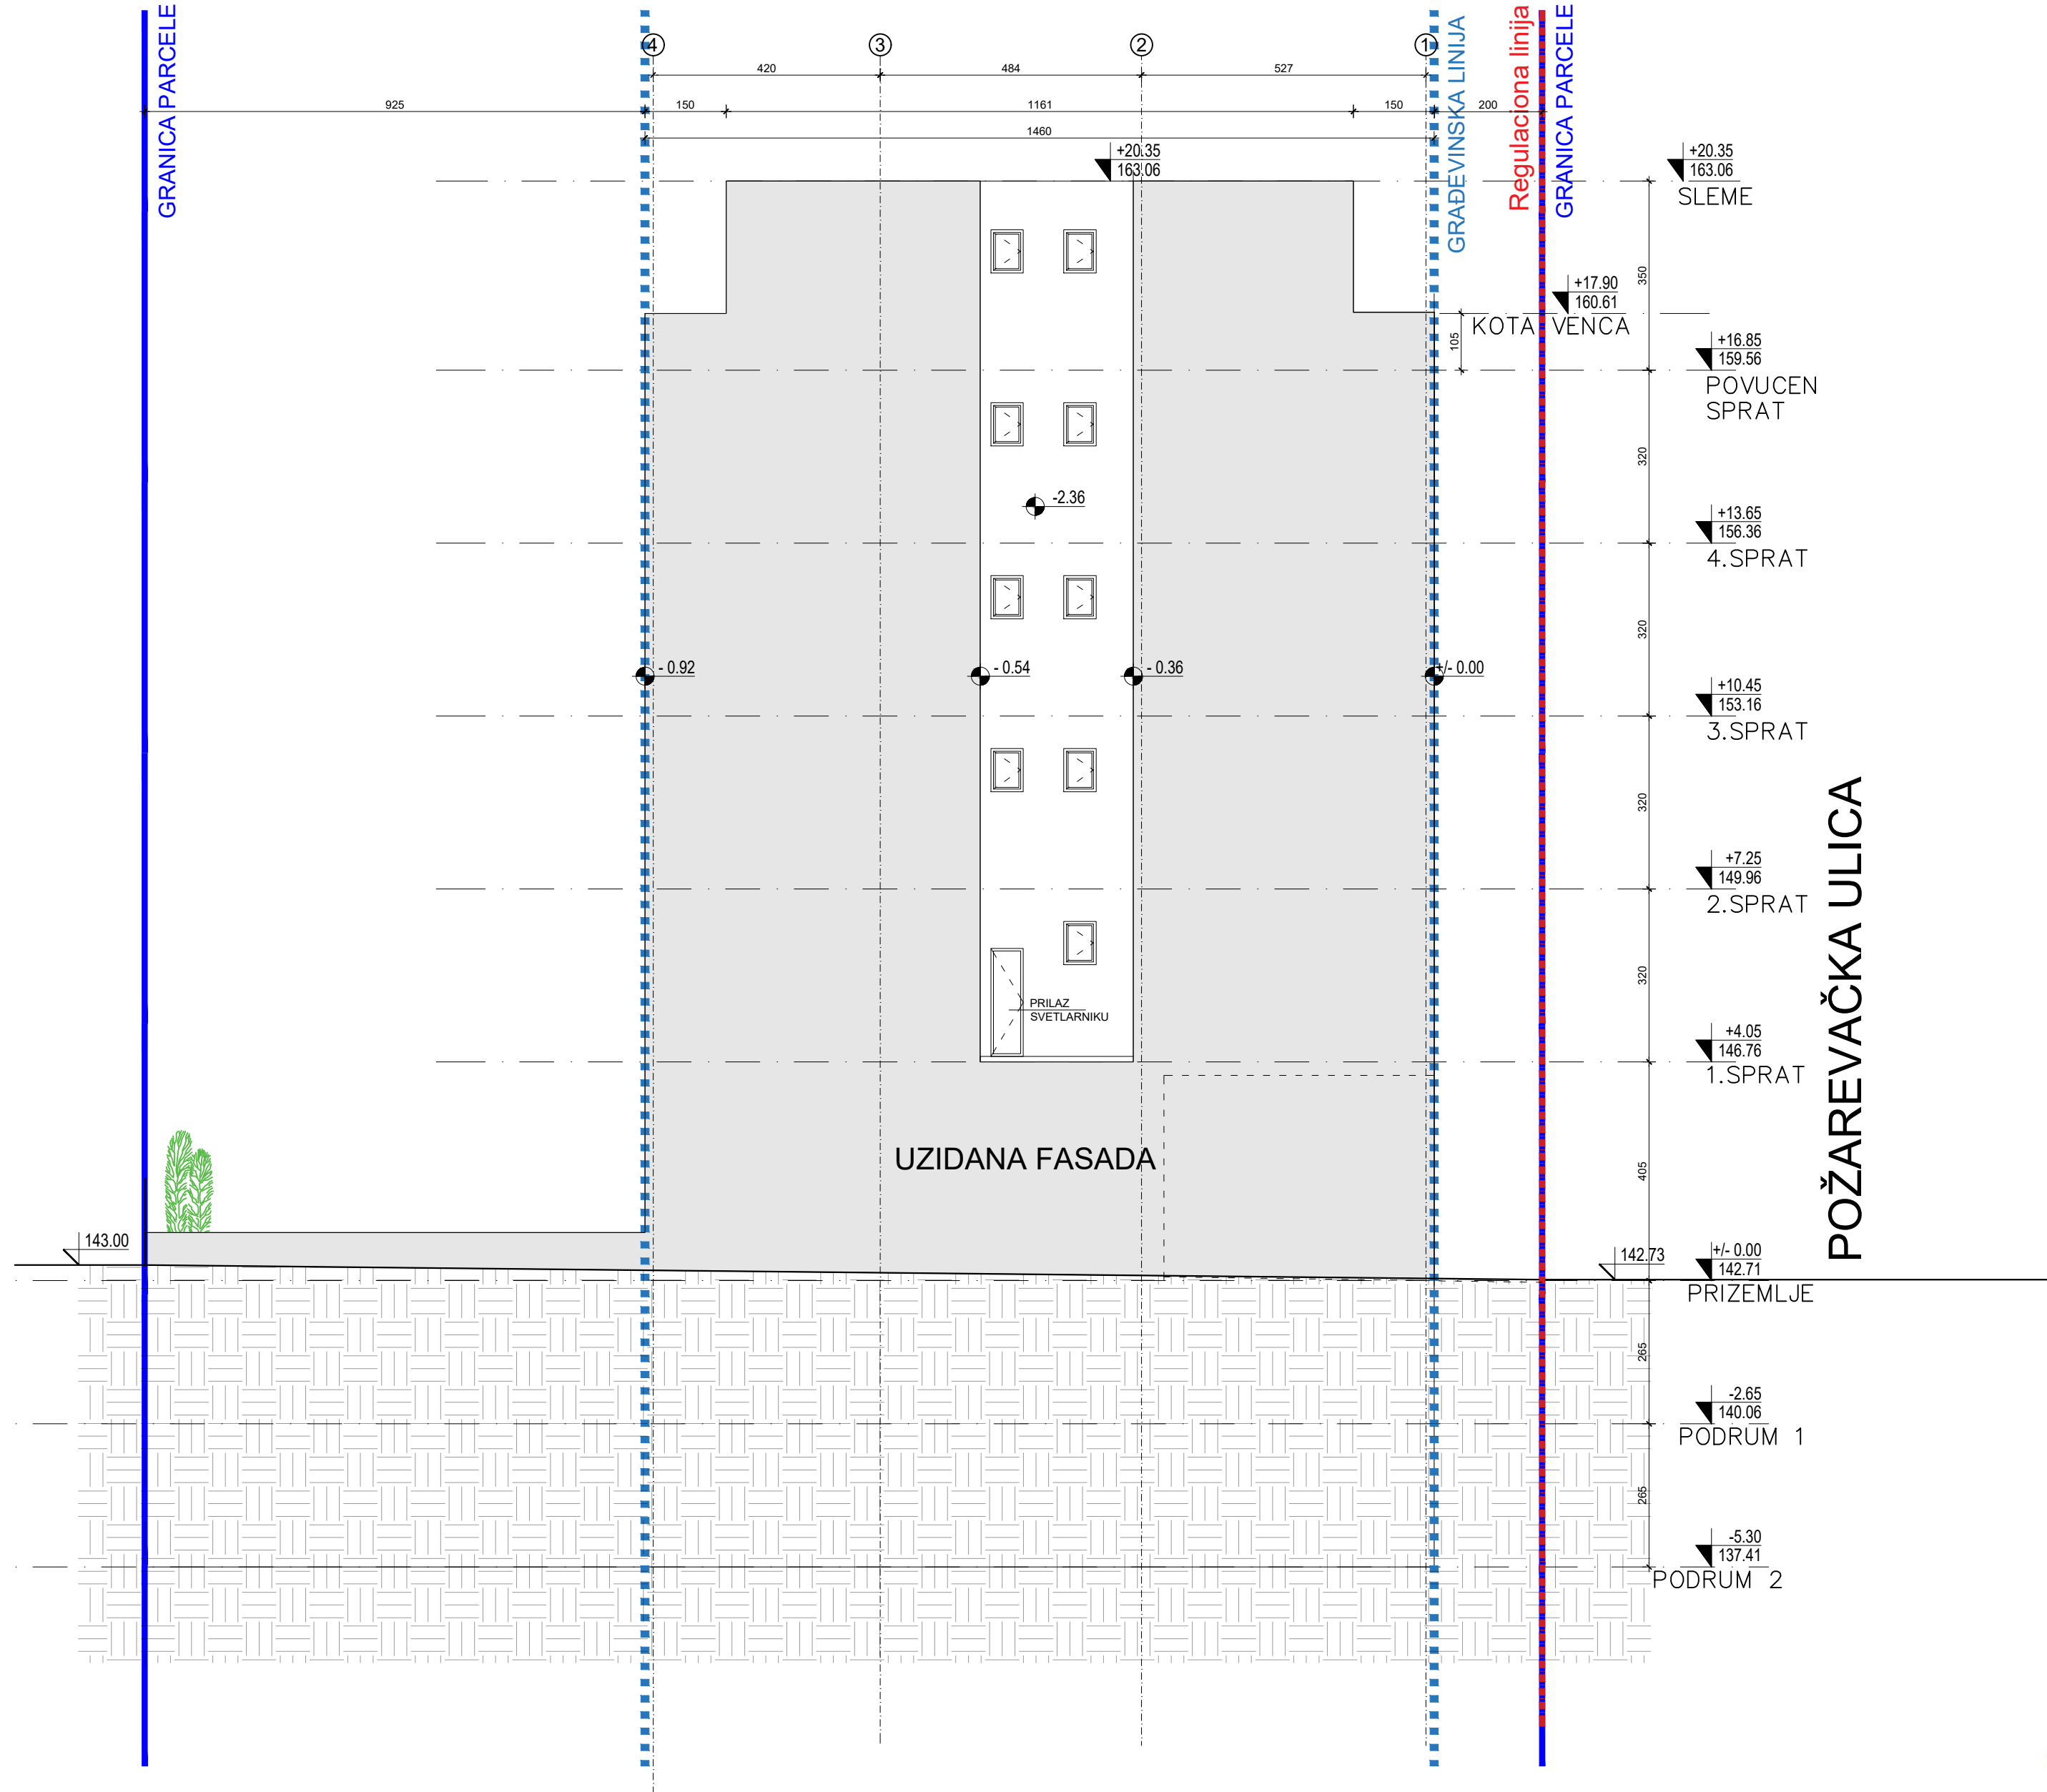 GRANICA PARCELE
GRAĐEVINSKA LINIJA
Regulaciona linija
GRANICA PARCELE
4
3
2
1
420
484
527
925
150
1161
150
200
1460
+20.35
163.06
+20.35
163.06
SLEME
350
+17.90
160.61
KOTA VENCA
105
+16.85
159.56
POVUCEN
SPRAT
320
-2.36
+13.65
156.36
4.SPRAT
320
- 0.92
- 0.54
- 0.36
+/- 0.00
+10.45
153.16
3.SPRAT
320
+7.25
149.96
2.SPRAT
320
PRILAZ
SVETLARNIKU
+4.05
146.76
1.SPRAT
POŽAREVAČKA ULICA
UZIDANA FASADA
405
143.00
142.73
+/- 0.00
142.71
PRIZEMLJE
265
-2.65
140.06
PODRUM 1
265
-5.30
137.41
PODRUM 2